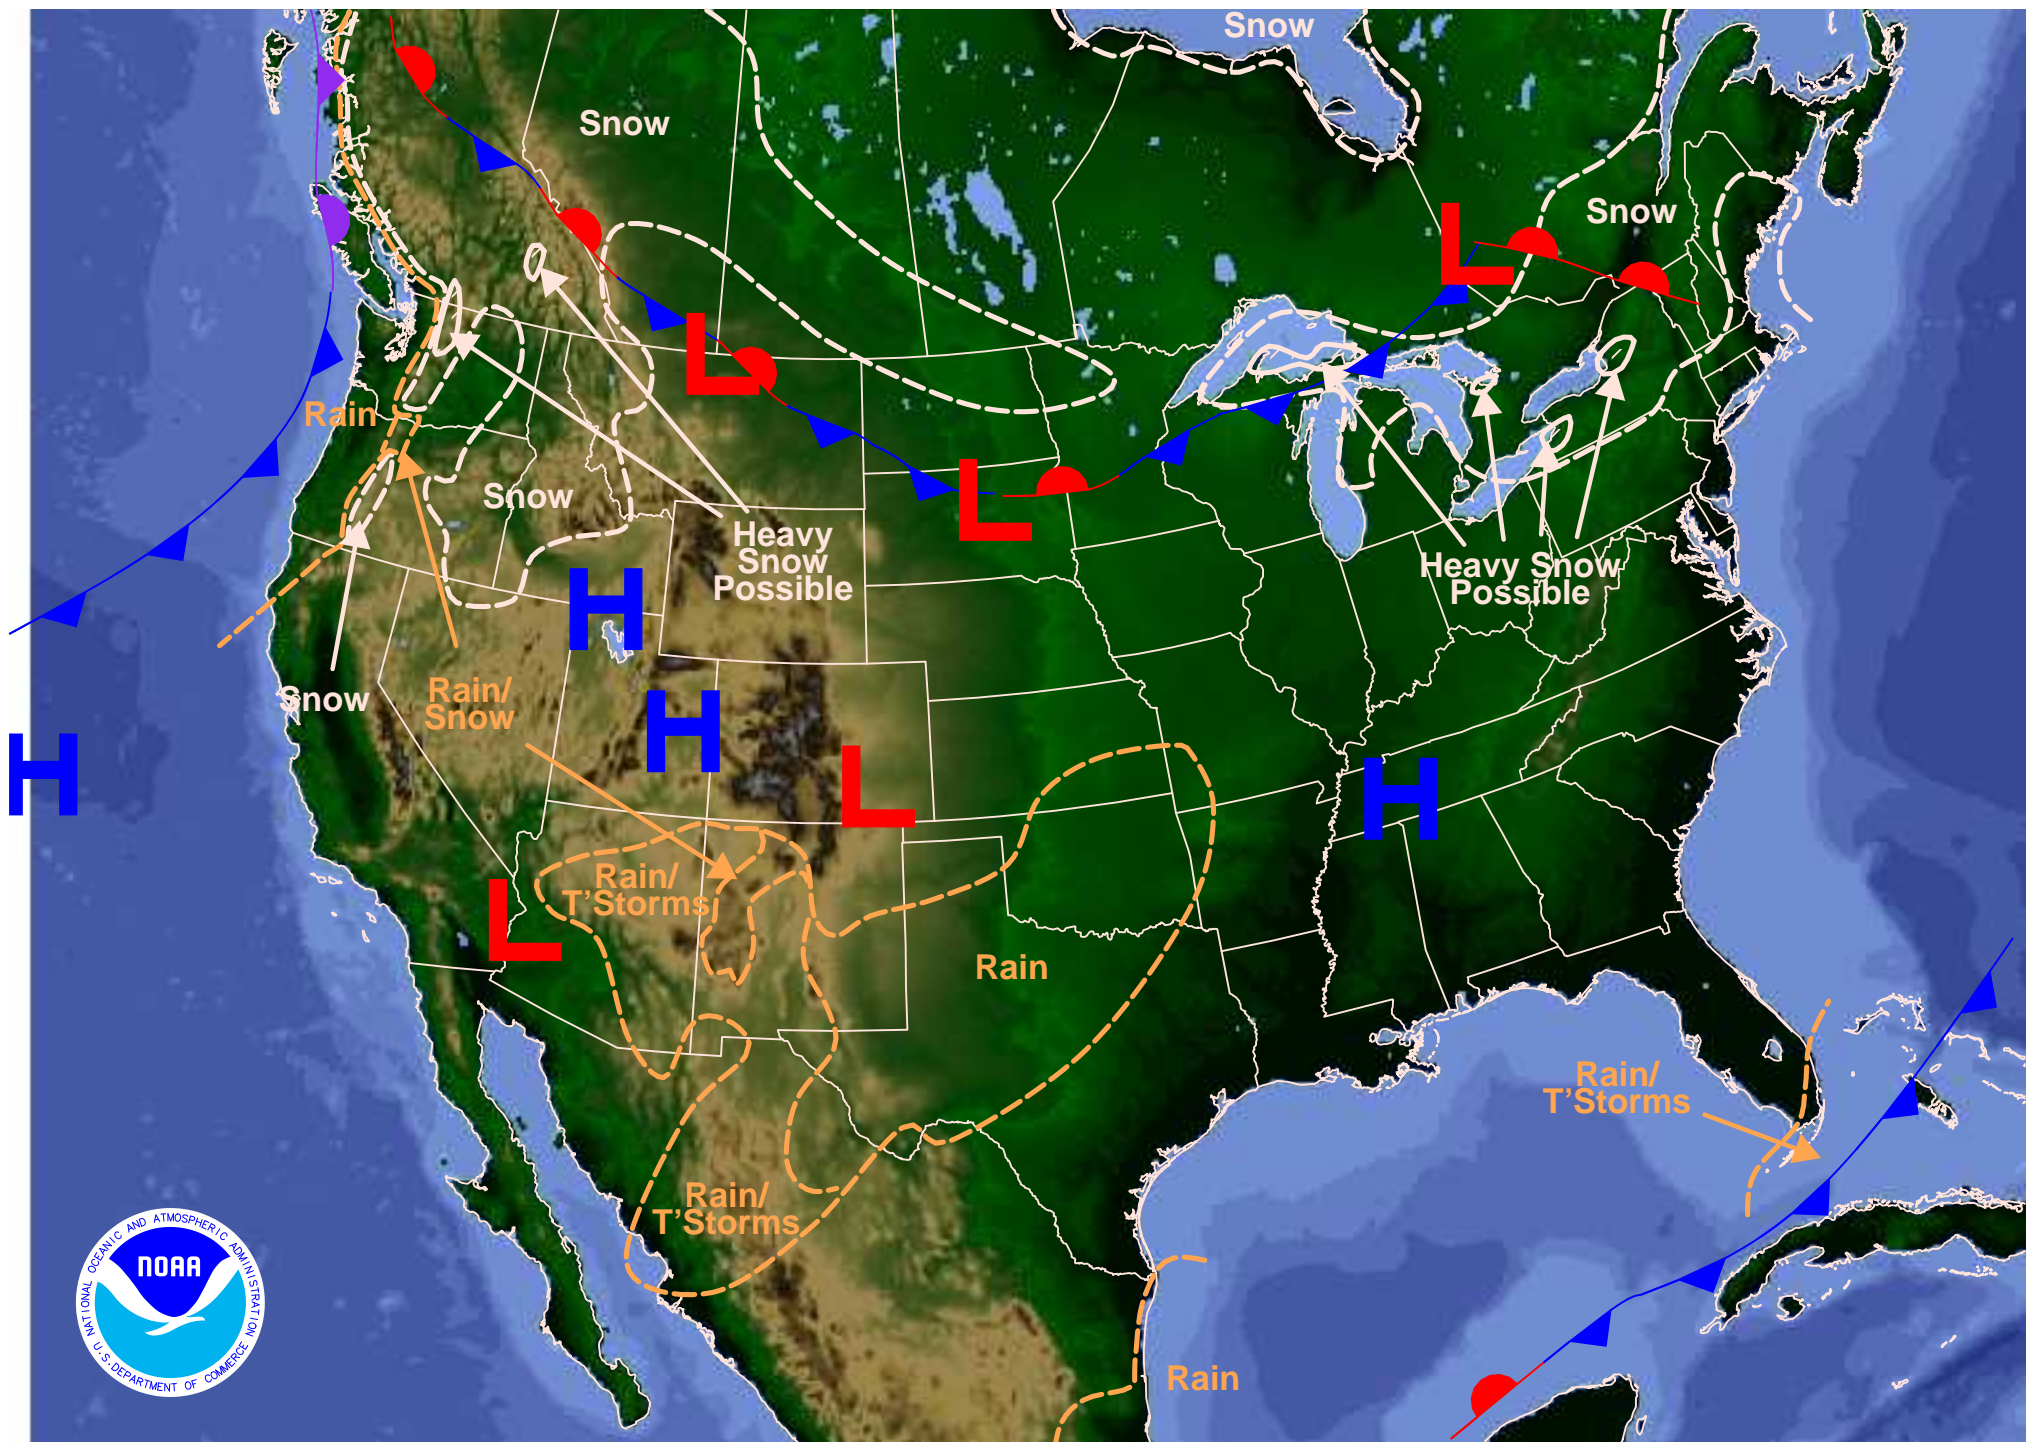 Snow
Snow
Snow
L
L
Rain
L
Snow
Heavy
Snow
Possible
Heavy Snow
Possible
H
Snow
Rain/
Snow
H
H
L
H
Rain/
T'Storms
L
Rain
Rain/
T'Storms
Rain/
T'Storms
Rain
NATIONAL OCEANIC AND ATMOSPHERIC ADMINISTRATION
NOAA
U.S. DEPARTMENT OF COMMERCE